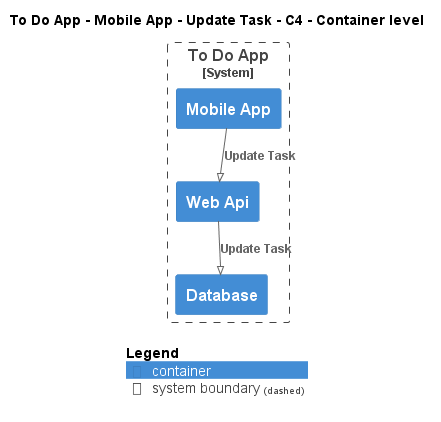 To Do App - Mobile App - Update Task - C4 - Container level
To Do App
[System]
Mobile App
Update Task
Web Api
Update Task
Database
Legend
container
system boundary (dashed)